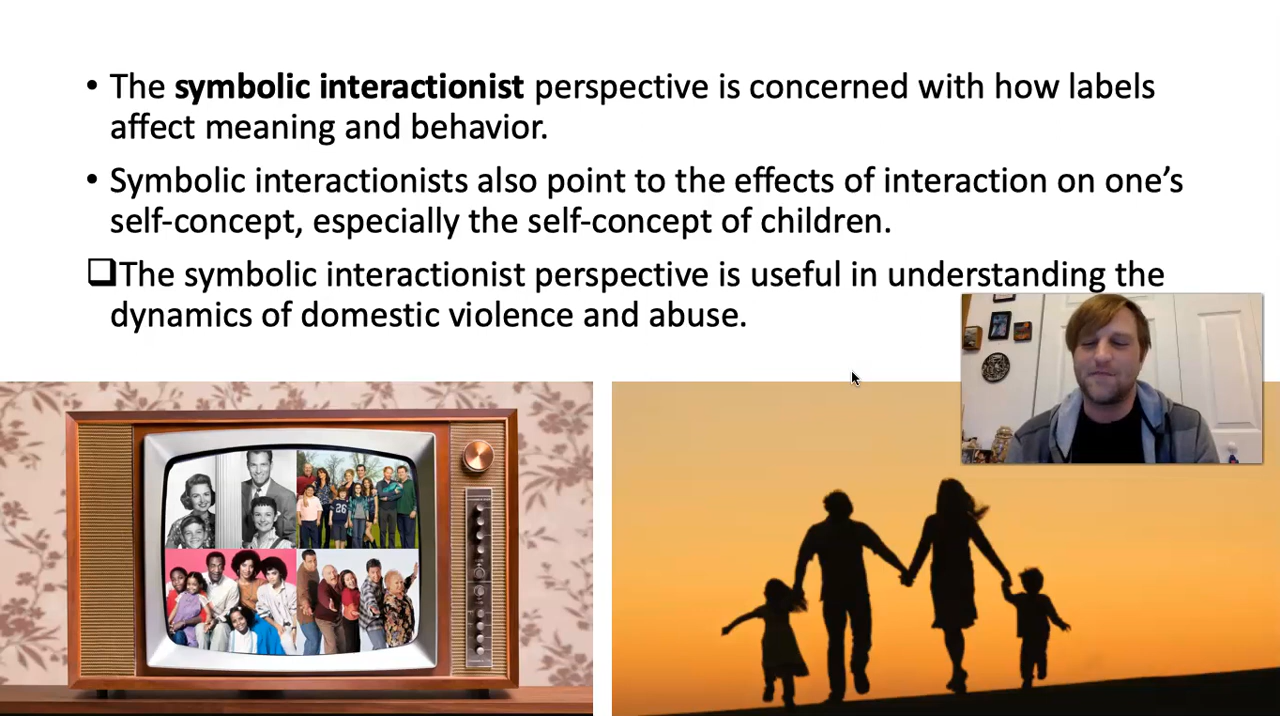 • The symbolic interactionist perspective is concerned with how labels
affect meaning and behavior.
• Symbolic interactionists also point to the effects of interaction on one’s
self-concept, especially the self-concept of children.
❑The symbolic interactionist perspective is useful in understanding the
dynamics of domestic violence and abuse.
26